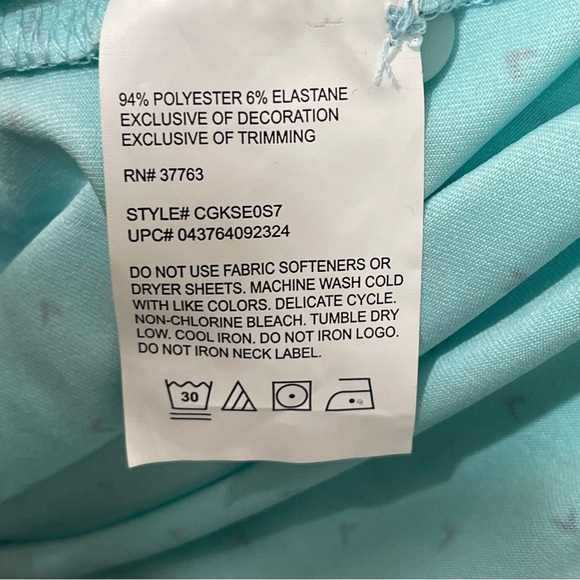 94% POLYESTER 6% ELASTANE
EXCLUSIVE OF DECORATION
EXCLUSIVE OF TRIMMING
RN# 37763
STYLE# CGKSE0S7
UPC# 043764092324
DO NOT USE FABRIC SOFTENERS OR
DRYER SHEETS. MACHINE WASH COLD
WITH LIKE COLORS. DELICATE CYCLE.
NON-CHLORINE BLEACH. TUMBLE DRY
LOW. COOL IRON. DO NOT IRON LOGO.
DO NOT IRON NECK LABEL.
30